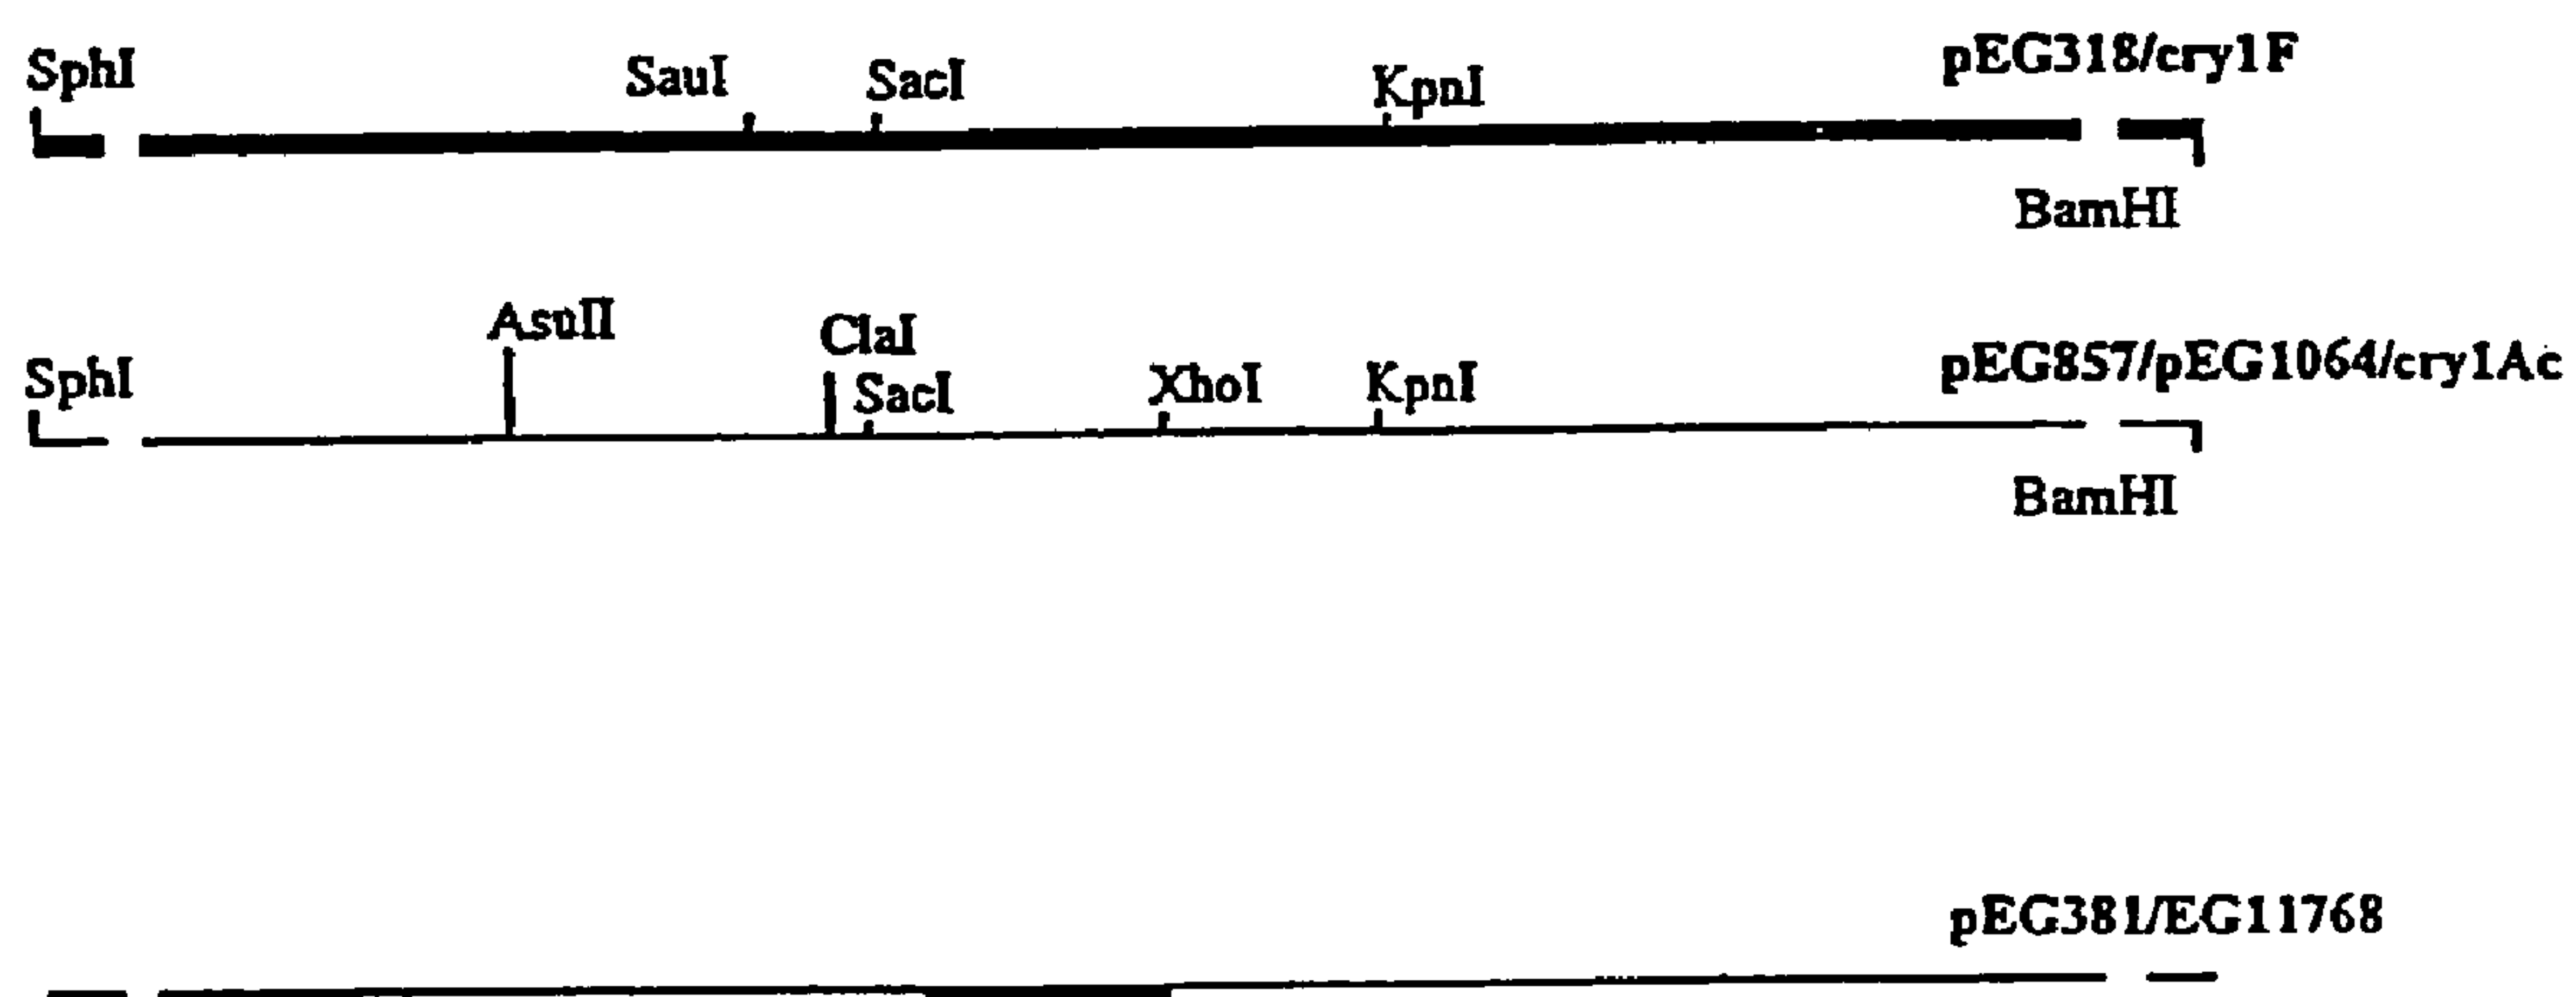 SphI SauI SacI KpnI pEG318/cry1F
BamHI
AsuII
ClaI
SphI SacI XhoI KpnI pEG857/pEG1064/cry1Ac
BamHI
pEG381/EG11768